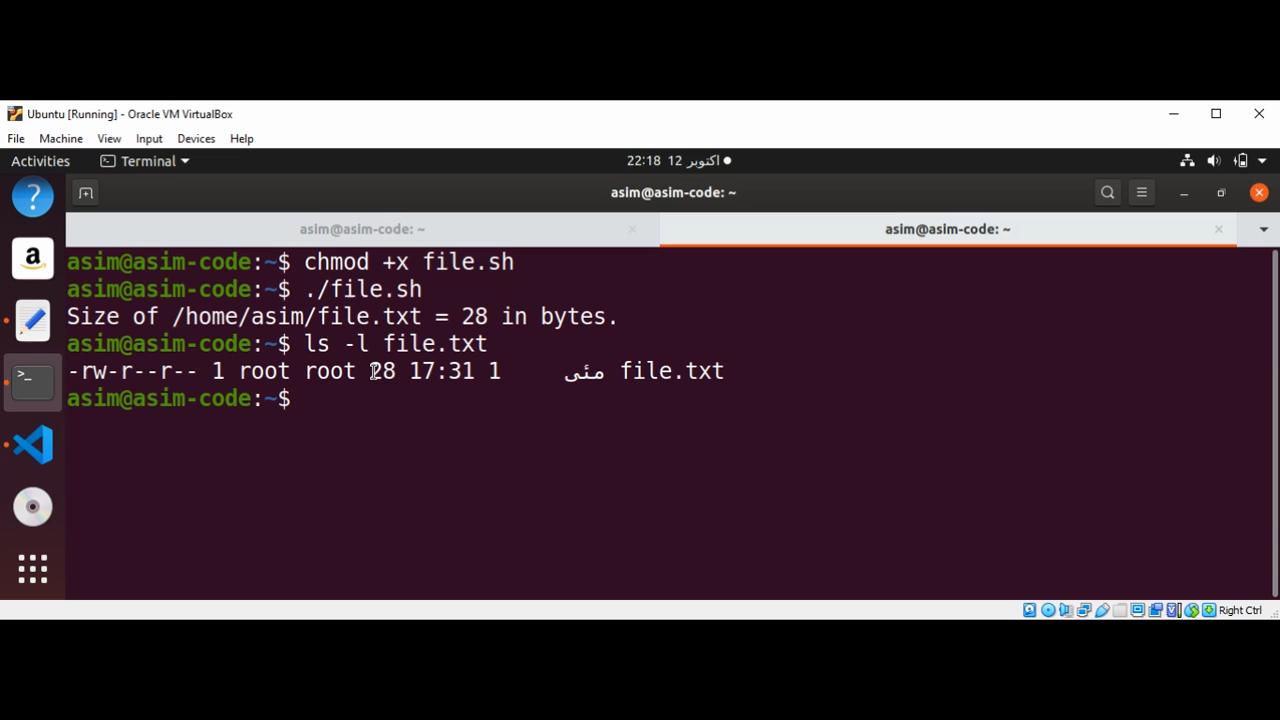 Ubuntu [Running] - Oracle VM VirtualBox
File Machine View Input Devices Help
Activities Terminal 22:18 12 اکتوبر
asim@asim-code: ~
asim@asim-code: ~ × asim@asim-code: ~ ×
asim@asim-code:~$ chmod +x file.sh
asim@asim-code:~$ ./file.sh
Size of /home/asim/file.txt = 28 in bytes.
asim@asim-code:~$ ls -l file.txt
-rw-r--r-- 1 root root 28 17:31 1 مئی file.txt
asim@asim-code:~$
Right Ctrl